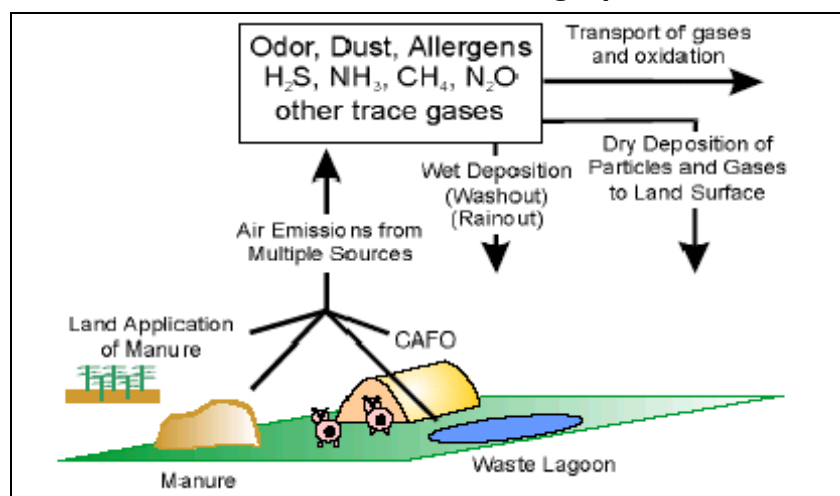 Odor, Dust, Allergens
H₂S, NH₃, CH₄, N₂O
other trace gases
Transport of gases
and oxidation
Wet Deposition
(Washout)
(Rainout)
Dry Deposition of
Particles and Gases
to Land Surface
Air Emissions from
Multiple Sources
Land Application
of Manure
CAFO
Manure
Waste Lagoon